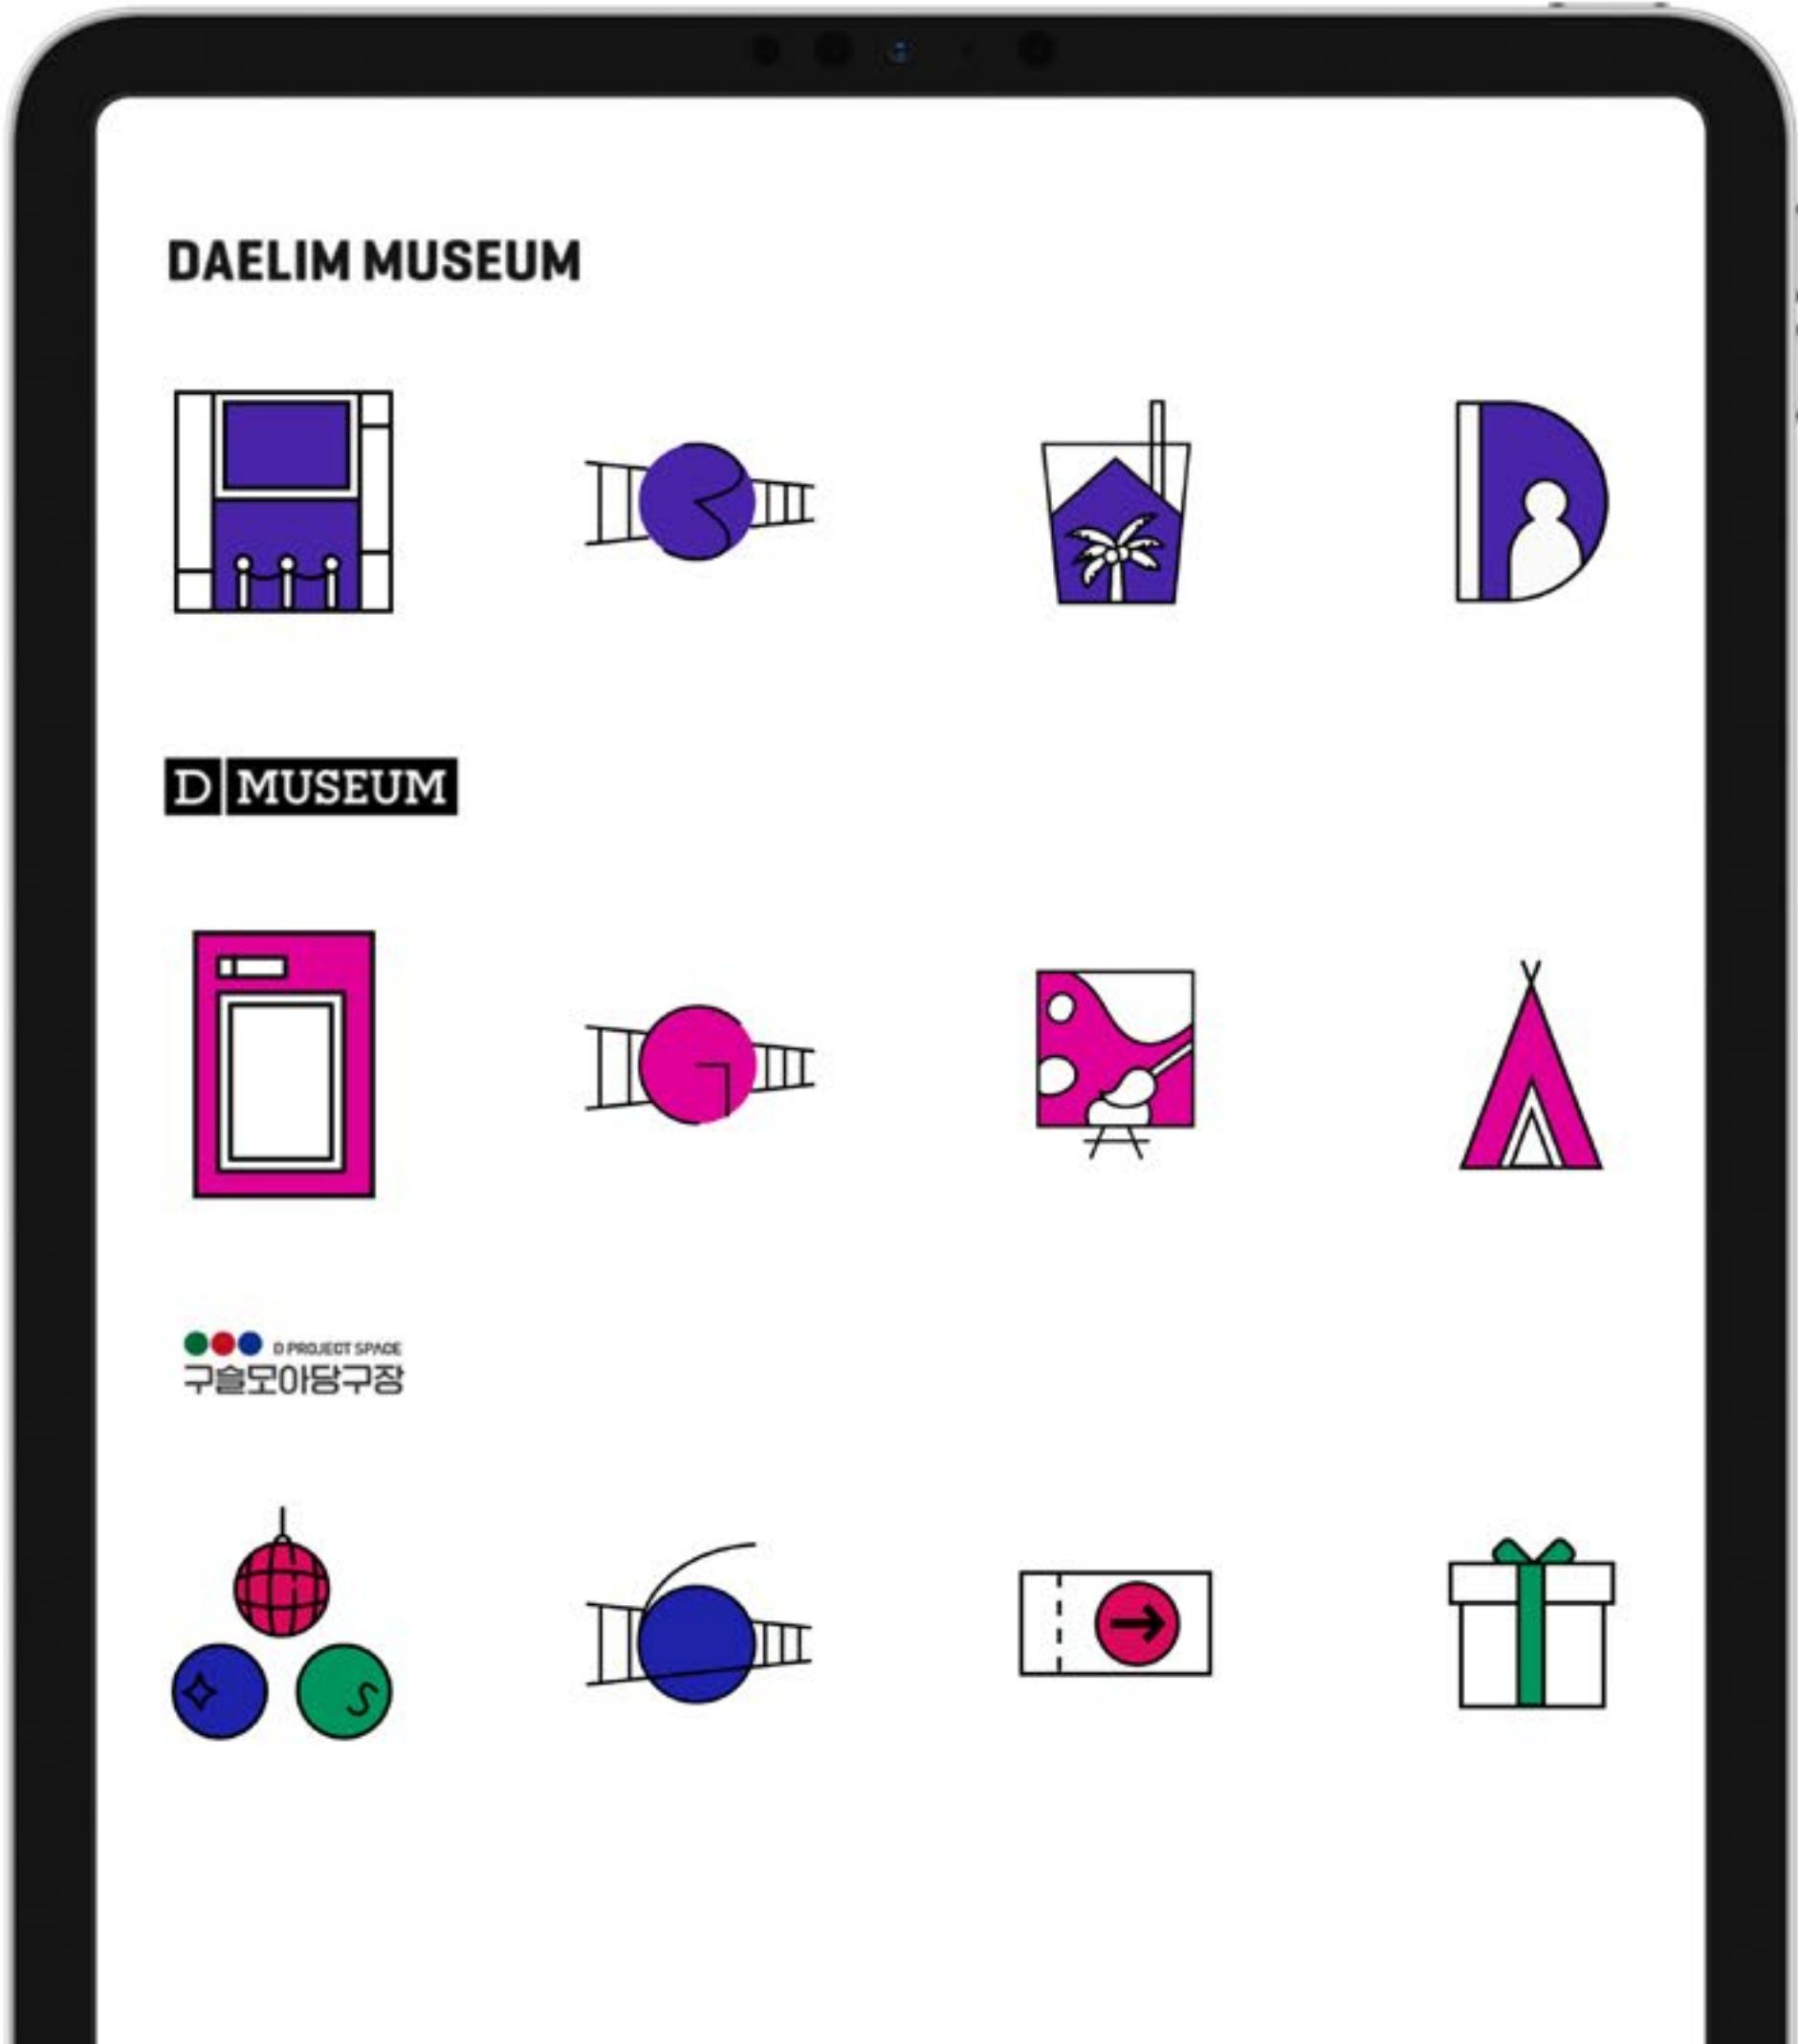 DAELIM MUSEUM
D MUSEUM
D PROJECT SPACE
구슬모아당구장
S